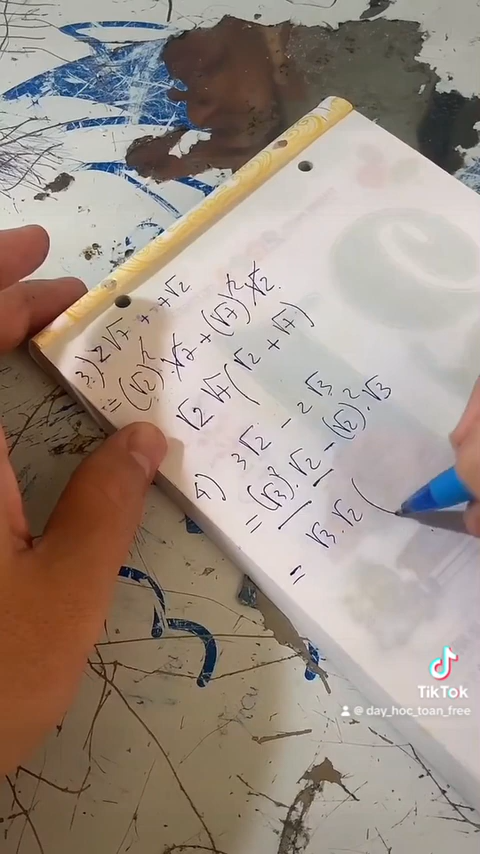 3) 2√7 + 7√2
= (√2)² √7 + (√7)² √2.
√2 √7 (√2 + √7)
4) 3√2 - 2√3
= (√3)². √2 - (√2)². √3
= √3. √2 (
TikTok
@ day_hoc_toan_free